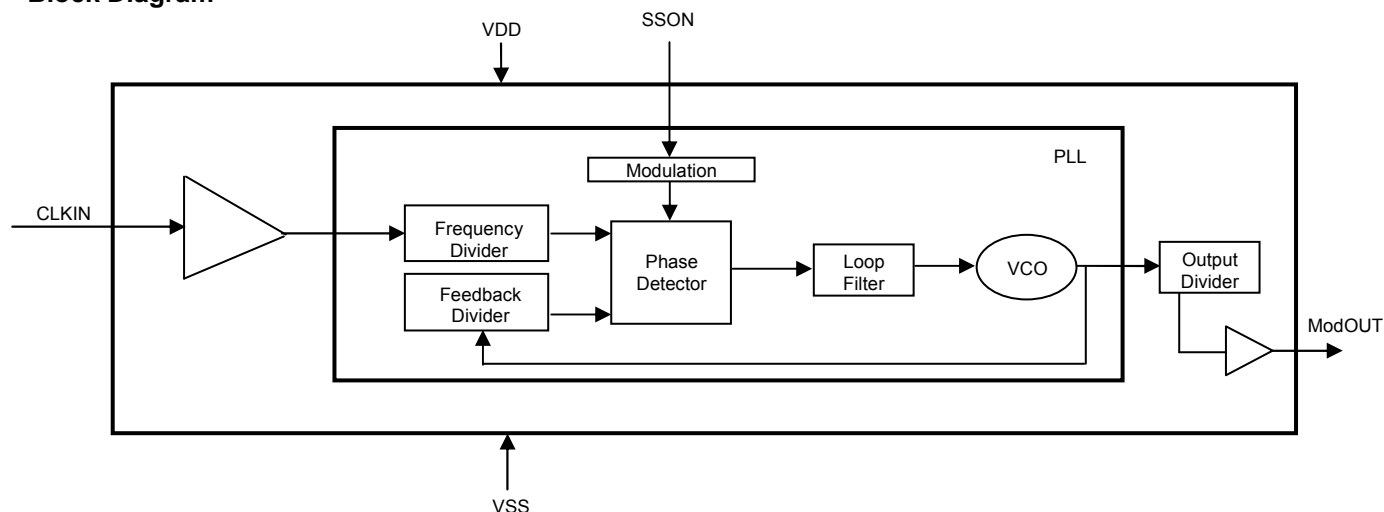 Block Diagram
SSON
VDD
PLL
Modulation
CLKIN
Frequency
Divider
Phase
Detector
Loop
Filter
VCO
Output
Divider
Feedback
Divider
ModOUT
VSS